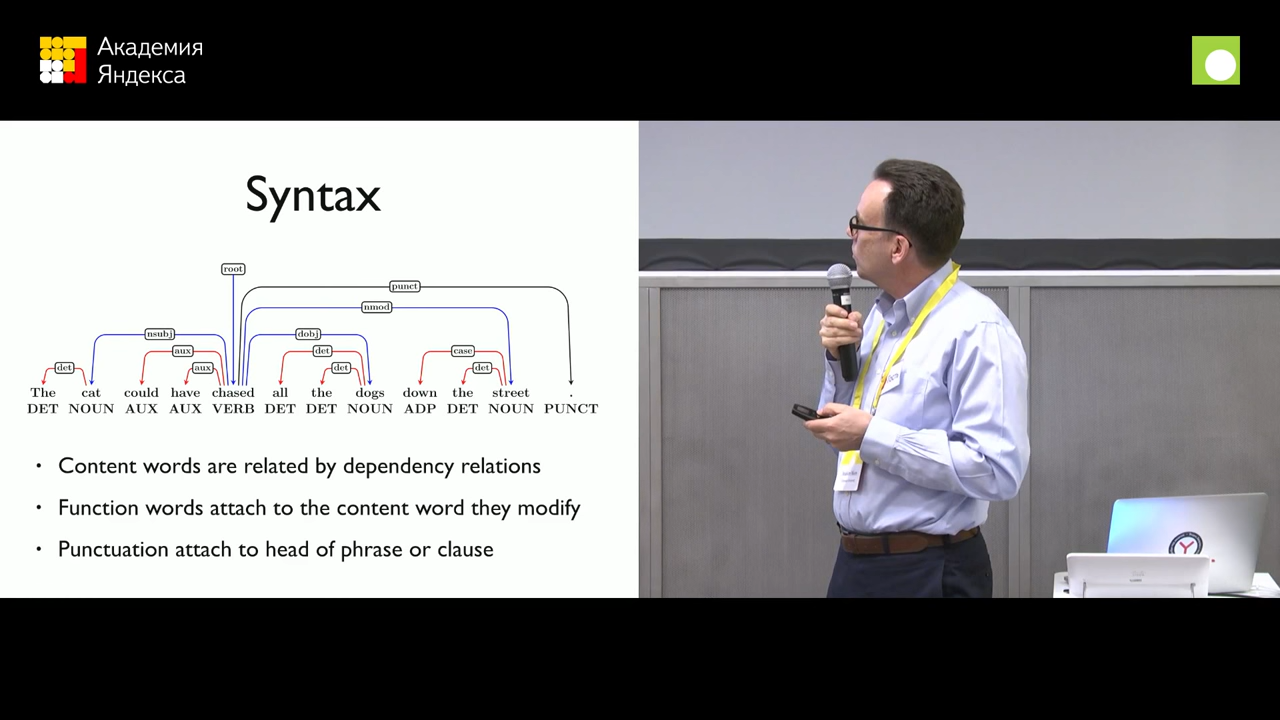 Академия
Яндекса
Syntax
root
punct
nmod
nsubj
dobj
aux
det
case
det
aux
det
det
The cat could have chased all the dogs down the street .
DET NOUN AUX AUX VERB DET DET NOUN ADP DET NOUN PUNCT
• Content words are related by dependency relations
• Function words attach to the content word they modify
• Punctuation attach to head of phrase or clause